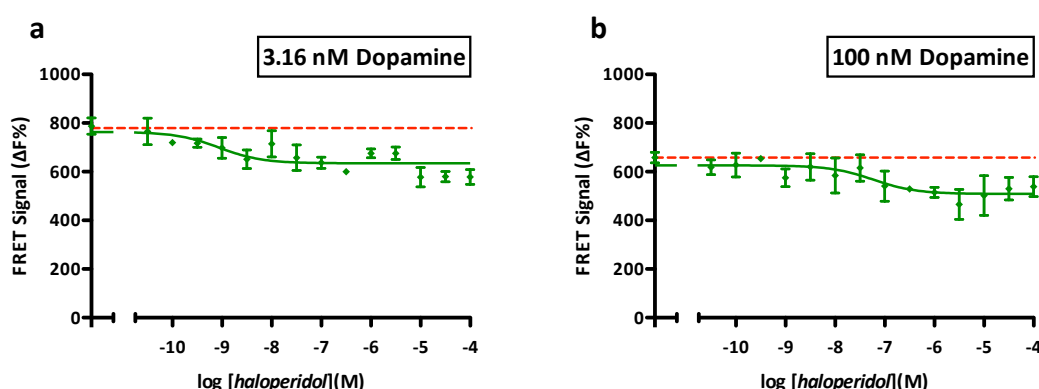 a
3.16 nM Dopamine
1000
800
600
400
200
0
FRET Signal (ΔF%)
-10 -9 -8 -7 -6 -5 -4
log [haloperidol](M)
b
100 nM Dopamine
1000
800
600
400
200
0
FRET Signal (ΔF%)
-10 -9 -8 -7 -6 -5 -4
log [haloperidol](M)